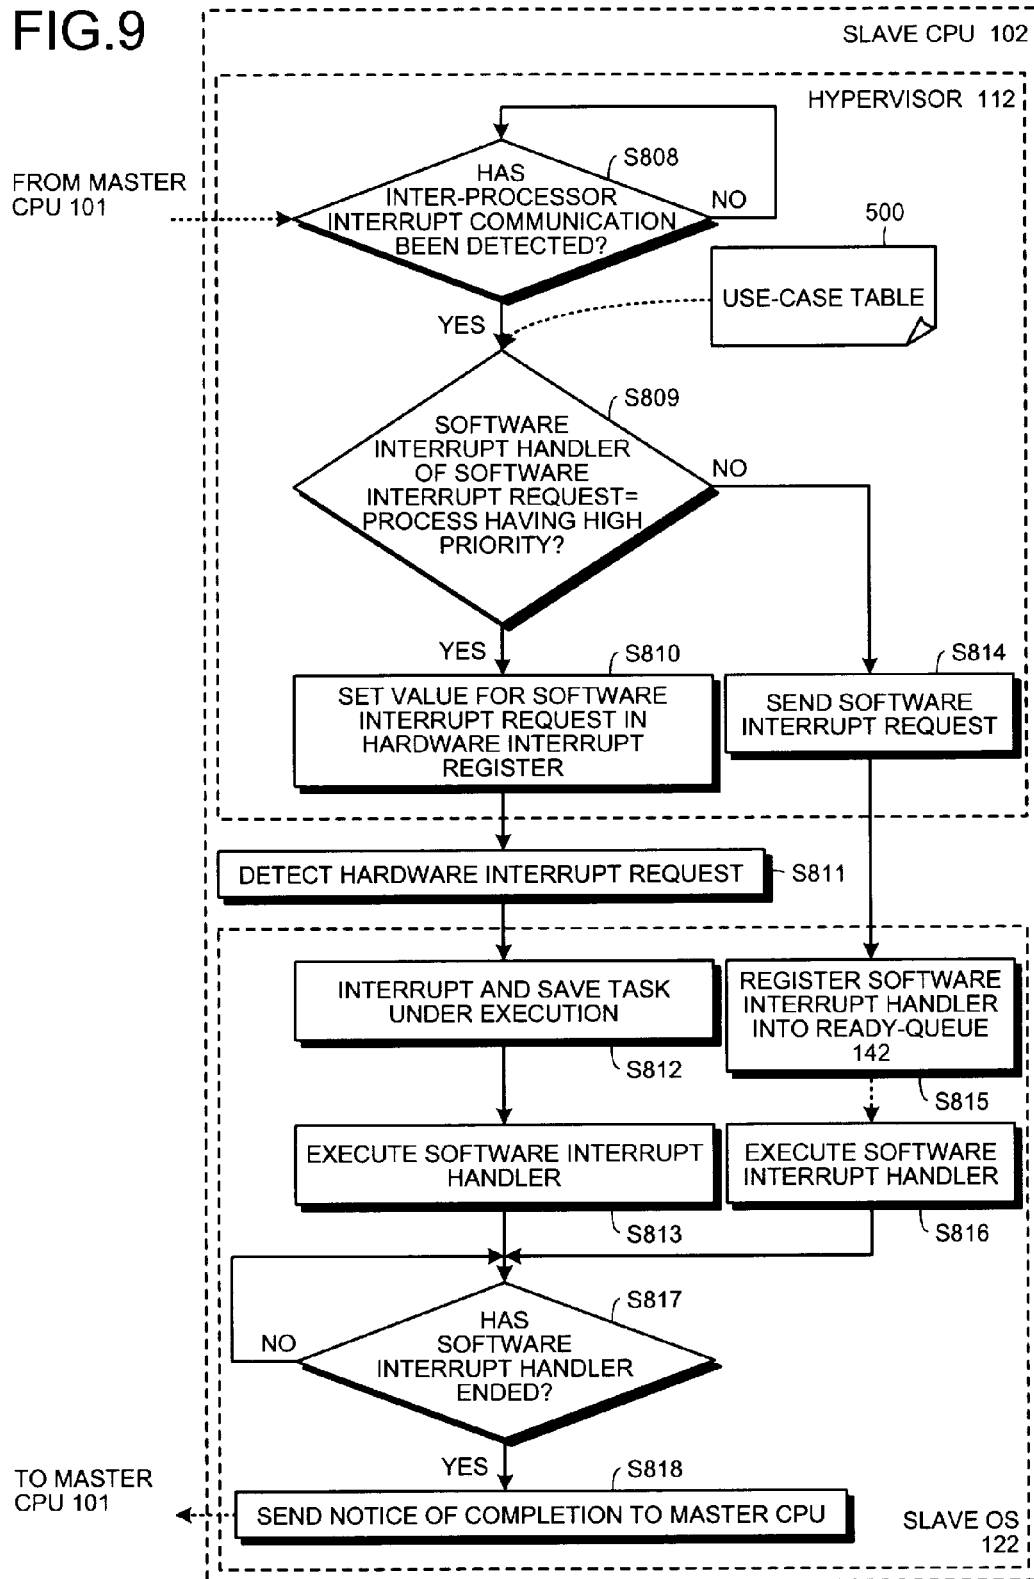 FIG.9
SLAVE CPU 102
HYPERVISOR 112
FROM MASTER
CPU 101
HAS
INTER-PROCESSOR
INTERRUPT COMMUNICATION
BEEN DETECTED?
S808
NO
YES
500
USE-CASE TABLE
S809
SOFTWARE
INTERRUPT HANDLER
OF SOFTWARE
INTERRUPT REQUEST=
PROCESS HAVING HIGH
PRIORITY?
NO
YES
S810
SET VALUE FOR SOFTWARE
INTERRUPT REQUEST IN
HARDWARE INTERRUPT
REGISTER
S814
SEND SOFTWARE
INTERRUPT REQUEST
DETECT HARDWARE INTERRUPT REQUEST
S811
INTERRUPT AND SAVE TASK
UNDER EXECUTION
S812
REGISTER SOFTWARE
INTERRUPT HANDLER
INTO READY-QUEUE
142
S815
EXECUTE SOFTWARE INTERRUPT
HANDLER
S813
EXECUTE SOFTWARE
INTERRUPT HANDLER
S816
S817
HAS
SOFTWARE
INTERRUPT HANDLER
ENDED?
NO
YES
S818
SEND NOTICE OF COMPLETION TO MASTER CPU
TO MASTER
CPU 101
SLAVE OS
122